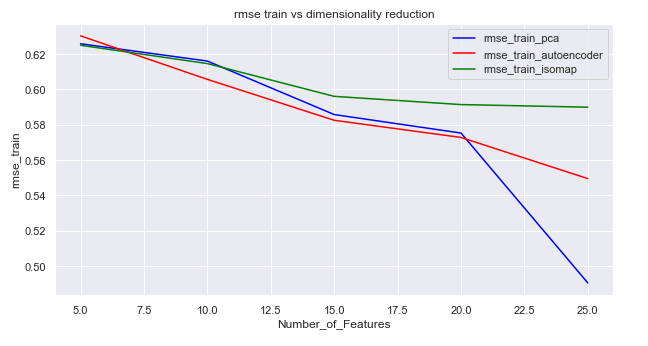 rmse train vs dimensionality reduction
rmse_train_pca
rmse_train_autoencoder
rmse_train_isomap
0.62
0.60
0.58
0.56
0.54
0.52
0.50
rmse_train
5.0 7.5 10.0 12.5 15.0 17.5 20.0 22.5 25.0
Number_of_Features